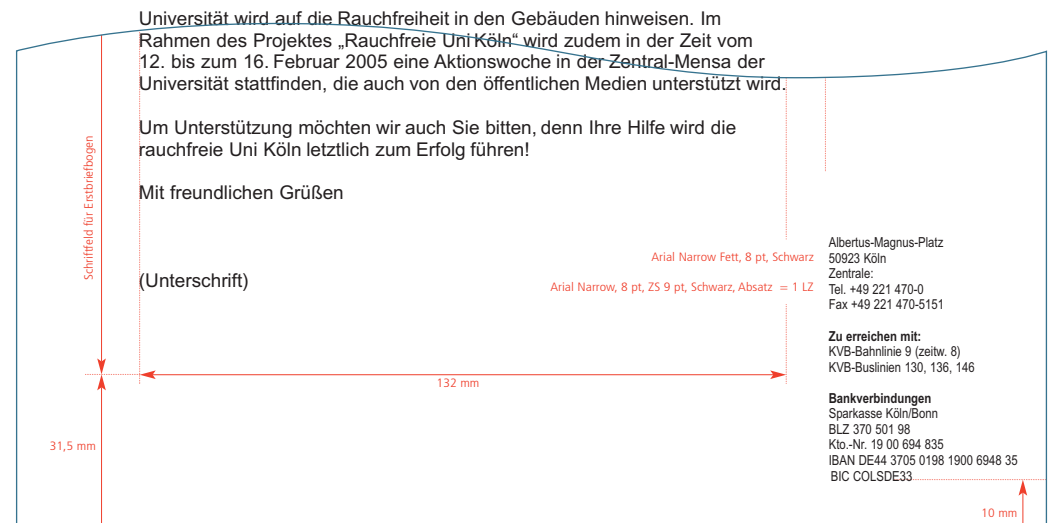 Universität wird auf die Rauchfreiheit in den Gebäuden hinweisen. Im
Rahmen des Projektes „Rauchfreie Uni Köln“ wird zudem in der Zeit vom
12. bis zum 16. Februar 2005 eine Aktionswoche in der Zentral-Mensa der
Universität stattfinden, die auch von den öffentlichen Medien unterstützt wird.
Um Unterstützung möchten wir auch Sie bitten, denn Ihre Hilfe wird die
rauchfreie Uni Köln letztlich zum Erfolg führen!
Mit freundlichen Grüßen
(Unterschrift)
Schriftfeld für Erstbriefbogen
Arial Narrow Fett, 8 pt, Schwarz
Arial Narrow, 8 pt, ZS 9 pt, Schwarz, Absatz = 1 LZ
132 mm
31,5 mm
Albertus-Magnus-Platz
50923 Köln
Zentrale:
Tel. +49 221 470-0
Fax +49 221 470-5151
Zu erreichen mit:
KVB-Bahnlinie 9 (zeitw. 8)
KVB-Buslinien 130, 136, 146
Bankverbindungen
Sparkasse Köln/Bonn
BLZ 370 501 98
Kto.-Nr. 19 00 694 835
IBAN DE44 3705 0198 1900 6948 35
BIC COLSDE33
10 mm